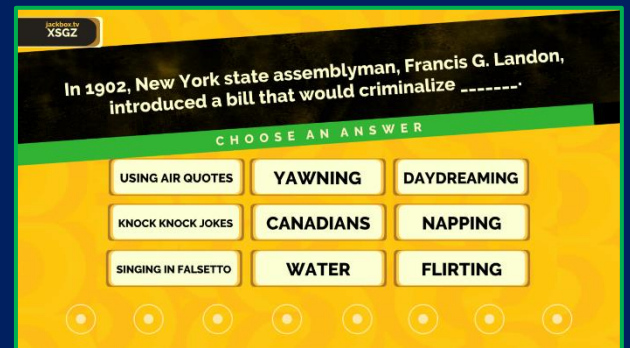 jackbox.tv
XSGZ
In 1902, New York state assemblyman, Francis G. Landon,
introduced a bill that would criminalize _______.
CHOOSE AN ANSWER
USING AIR QUOTES
YAWNING
DAYDREAMING
KNOCK KNOCK JOKES
CANADIANS
NAPPING
SINGING IN FALSETTO
WATER
FLIRTING